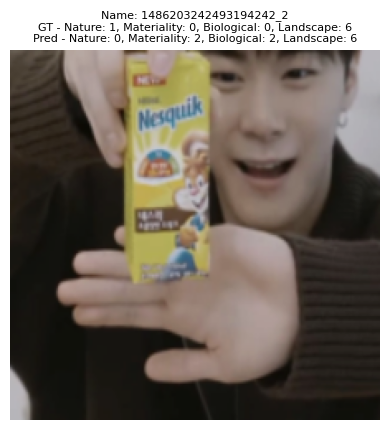 Name: 1486203242493194242_2
GT - Nature: 1, Materiality: 0, Biological: 0, Landscape: 6
Pred - Nature: 0, Materiality: 2, Biological: 2, Landscape: 6
Nesquik